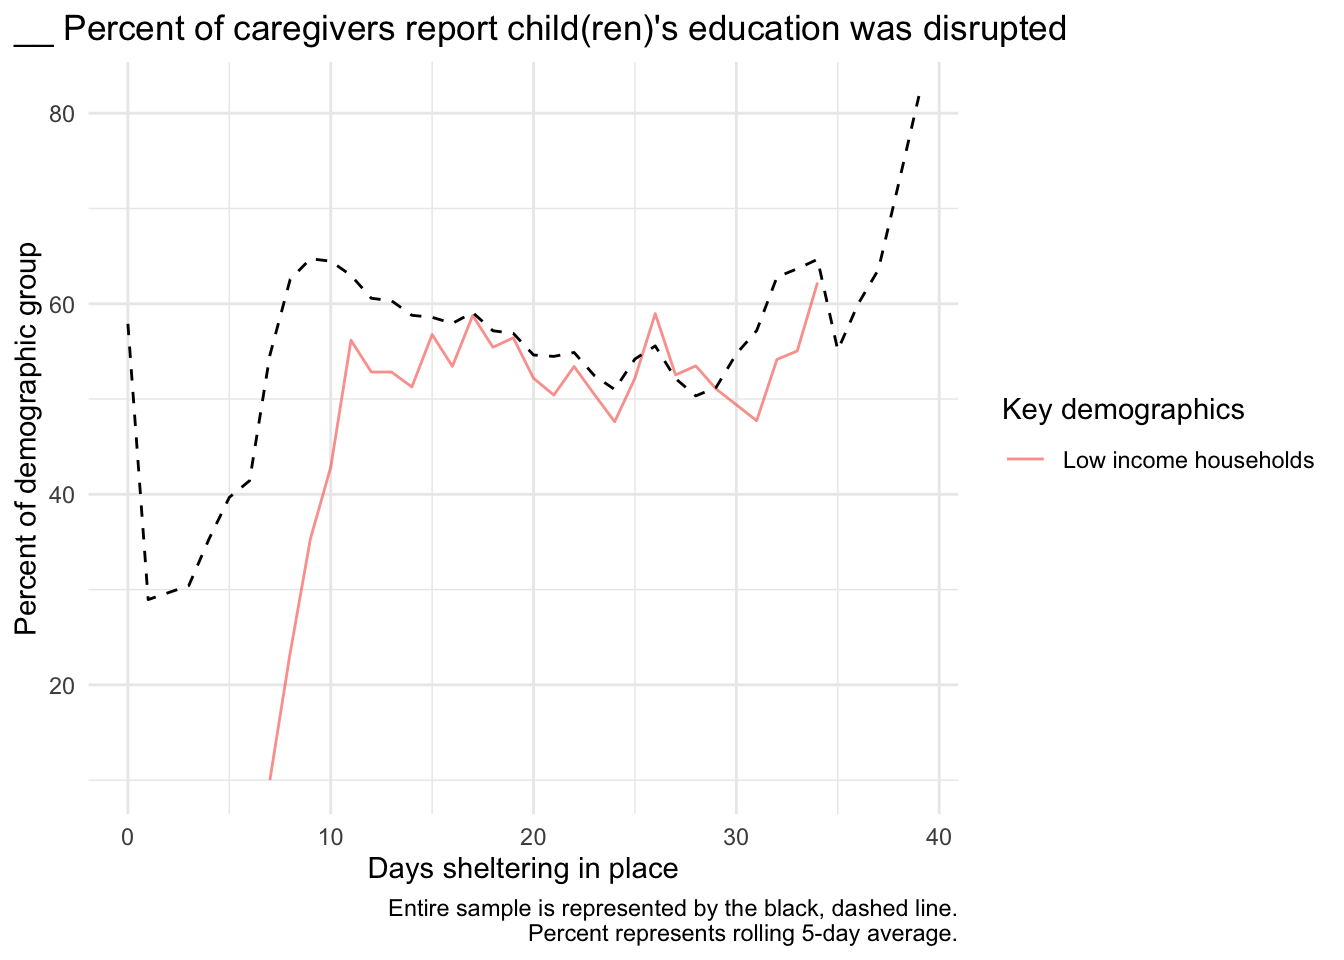 __ Percent of caregivers report child(ren)'s education was disrupted
Percent of demographic group
80
60
40
20
0 10 20 30 40
Days sheltering in place
Key demographics
Low income households
Entire sample is represented by the black, dashed line.
Percent represents rolling 5-day average.